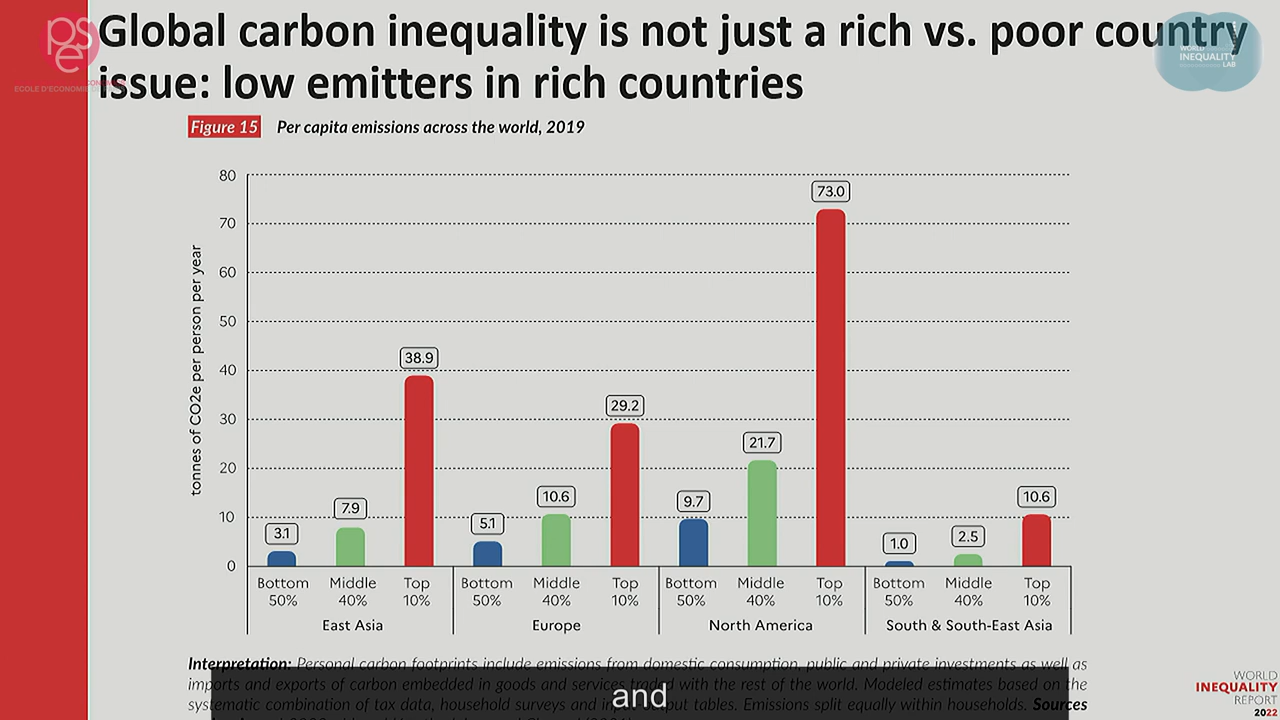 Global carbon inequality is not just a rich vs. poor country
issue: low emitters in rich countries
pse
ECOLE D'ECONOMIE
WORLD
INEQUALITY
LAB
Figure 15 Per capita emissions across the world, 2019
tonnes of CO2e per person per year
80
70
60
50
40
30
20
10
0
3.1
7.9
38.9
5.1
10.6
29.2
9.7
21.7
73.0
1.0
2.5
10.6
Bottom 50% Middle 40% Top 10% Bottom 50% Middle 40% Top 10% Bottom 50% Middle 40% Top 10% Bottom 50% Middle 40% Top 10%
East Asia Europe North America South & South-East Asia
Interpretation: Personal carbon footprints include emissions from domestic consumption, public and private investments as well as
imports and exports of carbon embedded in goods and services traded with the rest of the world. Modeled estimates based on the
systematic combination of tax data, household surveys and input-output tables. Emissions split equally within households. Sources
and
WORLD
INEQUALITY
REPORT
2022